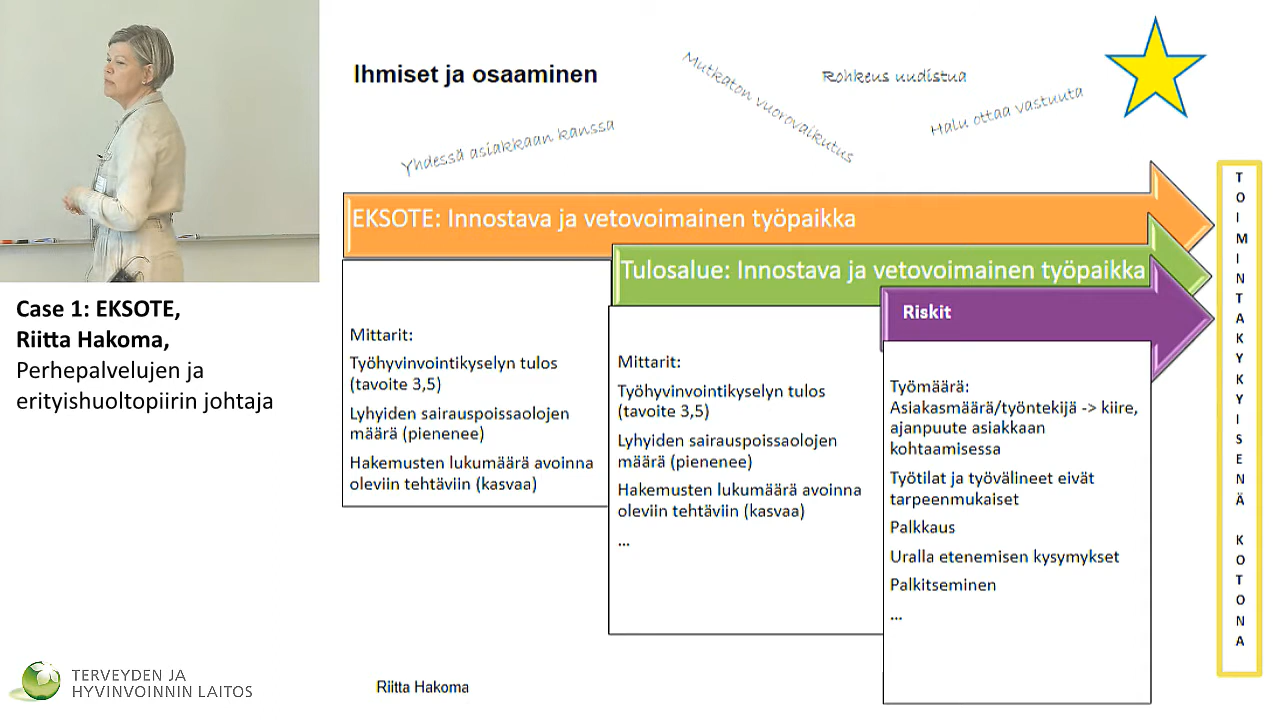 Ihmiset ja osaaminen
Yhdessä asiakkaan kanssa
Mutkaton vuorovaikutus
Rohkeus uudistua
Halu ottaa vastuuta
EKSOTE: Innostava ja vetovoimainen työpaikka
Tulosalue: Innostava ja vetovoimainen työpaikka
Riskit
Mittarit:
Työhyvinvointikyselyn tulos
(tavoite 3,5)
Lyhyiden sairauspoissaolojen
määrä (pienenee)
Hakemusten lukumäärä avoinna
oleviin tehtäviin (kasvaa)
Mittarit:
Työhyvinvointikyselyn tulos
(tavoite 3,5)
Lyhyiden sairauspoissaolojen
määrä (pienenee)
Hakemusten lukumäärä avoinna
oleviin tehtäviin (kasvaa)
...
Työmäärä:
Asiakasmäärä/työntekijä -> kiire,
ajanpuute asiakkaan
kohtaamisessa
Työtilat ja työvälineet eivät
tarpeenmukaiset
Palkkaus
Uralla etenemisen kysymykset
Palkitseminen
...
TOIMINTAKYKYISENÄ KOTONA
Case 1: EKSOTE,
Riitta Hakoma,
Perhepalvelujen ja
erityishuoltopiirin johtaja
TERVEYDEN JA
HYVINVOINNIN LAITOS
Riitta Hakoma